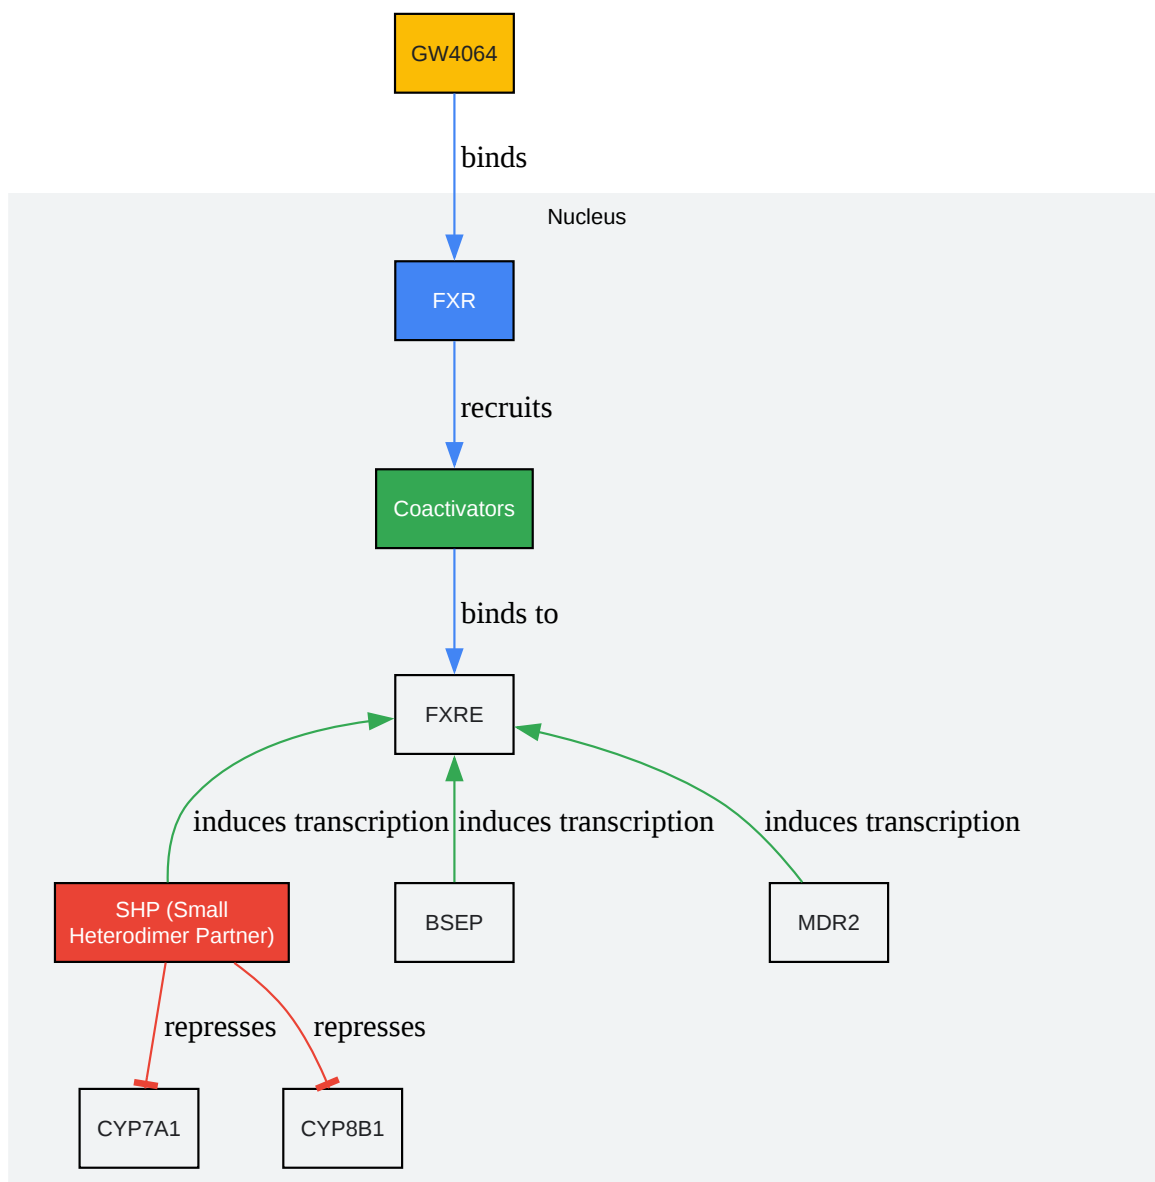 GW4064
binds
Nucleus
FXR
recruits
Coactivators
binds to
FXRE
induces transcription
induces transcription
induces transcription
SHP (Small
Heterodimer Partner)
BSEP
MDR2
represses
represses
CYP7A1
CYP8B1